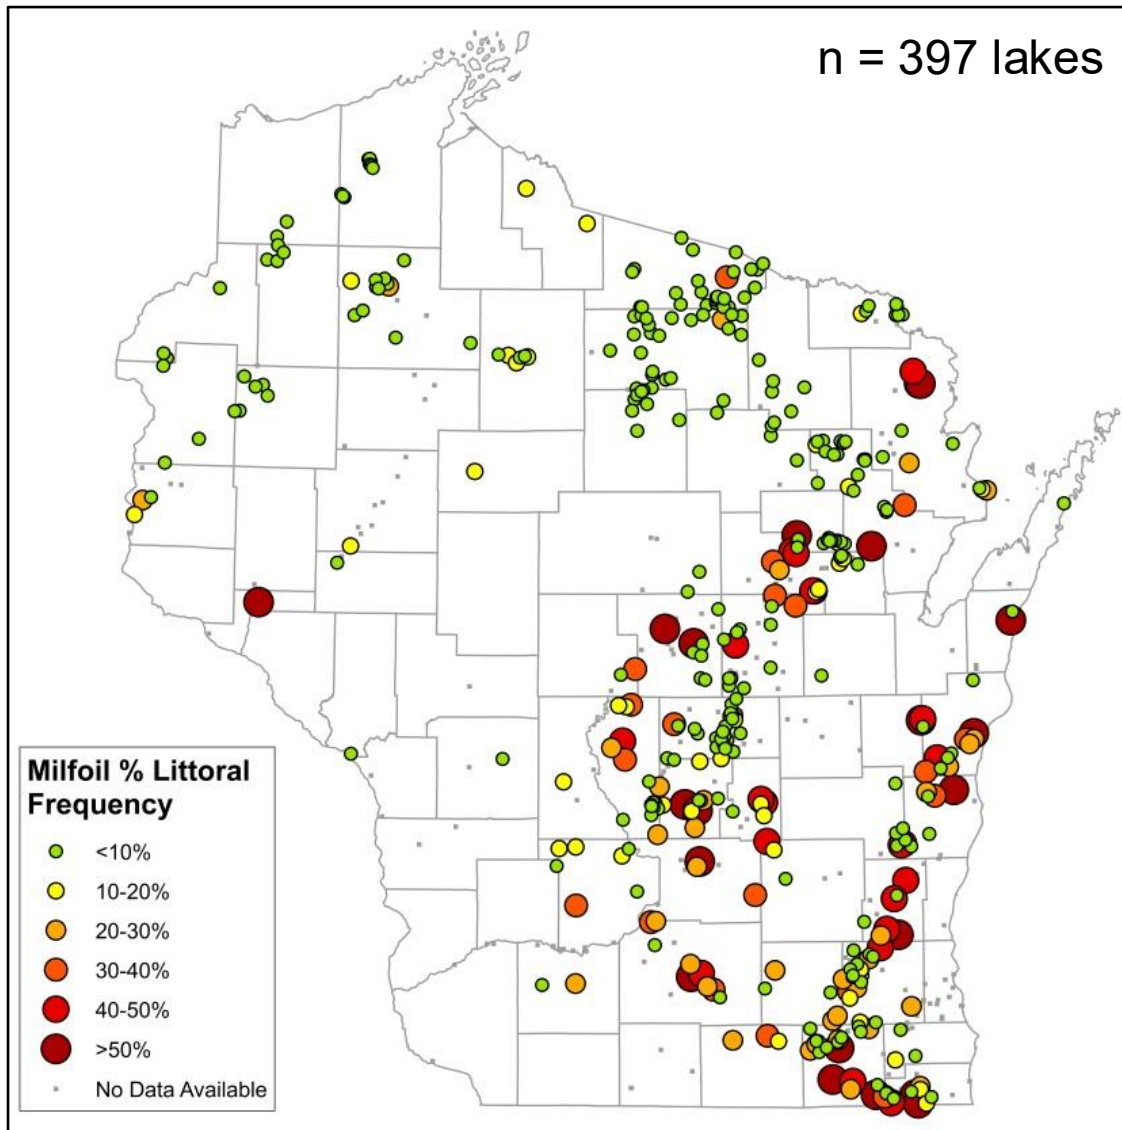 n = 397 lakes
Milfoil % Littoral
Frequency
<10%
10-20%
20-30%
30-40%
40-50%
>50%
No Data Available